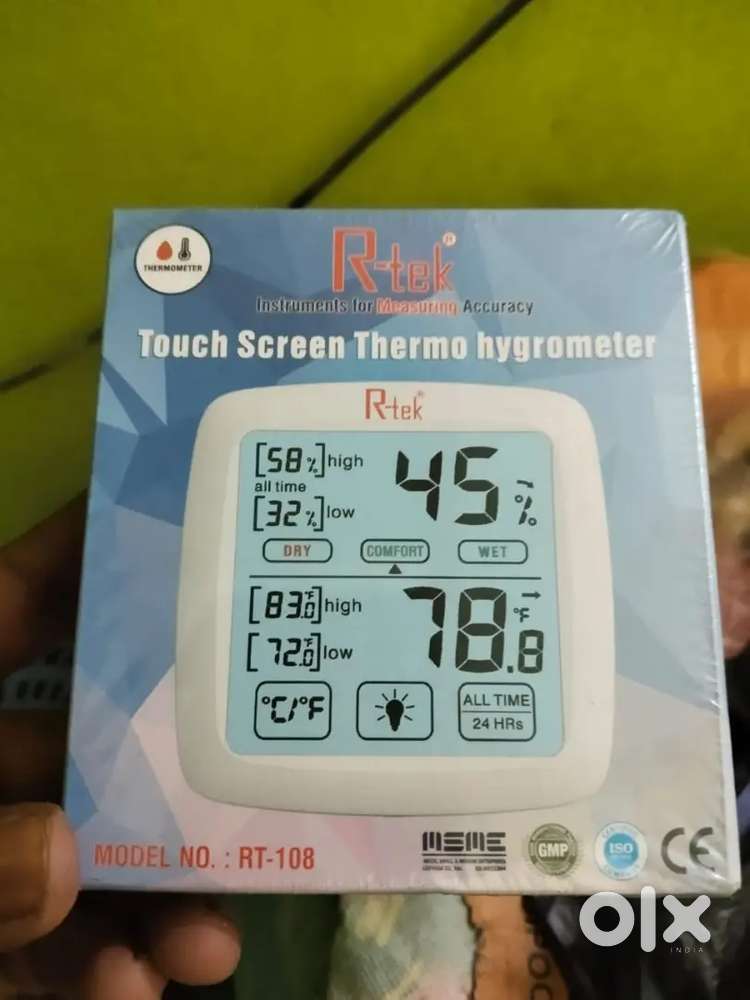 THERMOMETER
R-tek®
Instruments for Measuring Accuracy
Touch Screen Thermo hygrometer
R-tek®
[58%]high
45%
all time
[32%]low
DRY
COMFORT
WET
[83.0°F]high
78.8°F
[72.0°F]low
°C/°F
ALL TIME
24 HRs
MODEL NO. : RT-108
MSME
GMP
ISO
CE
olx
INDIA